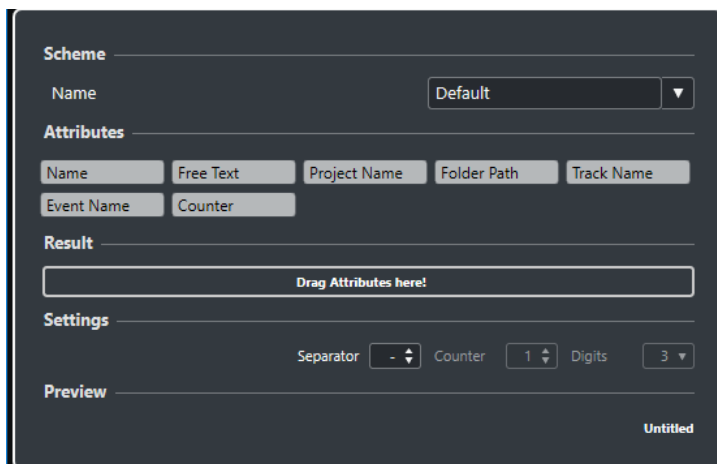 Scheme
Name Default
Attributes
Name Free Text Project Name Folder Path Track Name
Event Name Counter
Result
Drag Attributes here!
Settings
Separator - Counter 1 Digits 3
Preview
Untitled